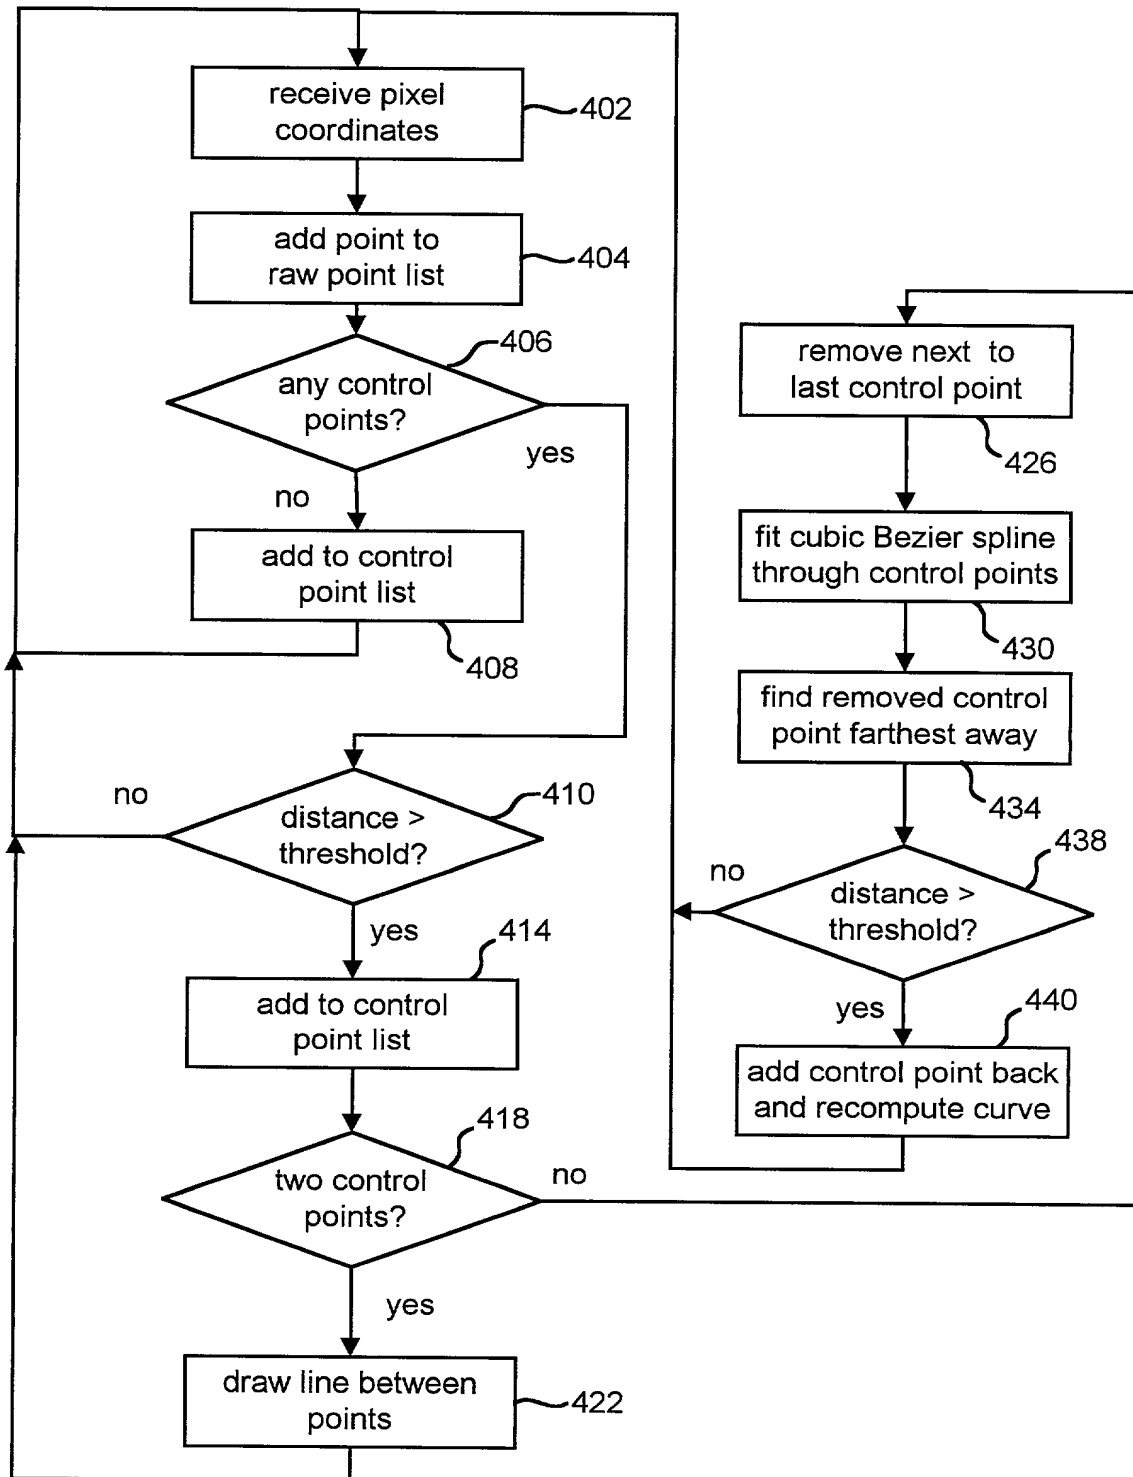 receive pixel
coordinates
402
add point to
raw point list
404
406
any control
points?
yes
no
add to control
point list
408
no
distance >
threshold?
410
yes
414
add to control
point list
418
two control
points?
no
yes
draw line between
points
422
remove next to
last control point
426
fit cubic Bezier spline
through control points
430
find removed control
point farthest away
434
438
no
distance >
threshold?
yes
440
add control point back
and recompute curve